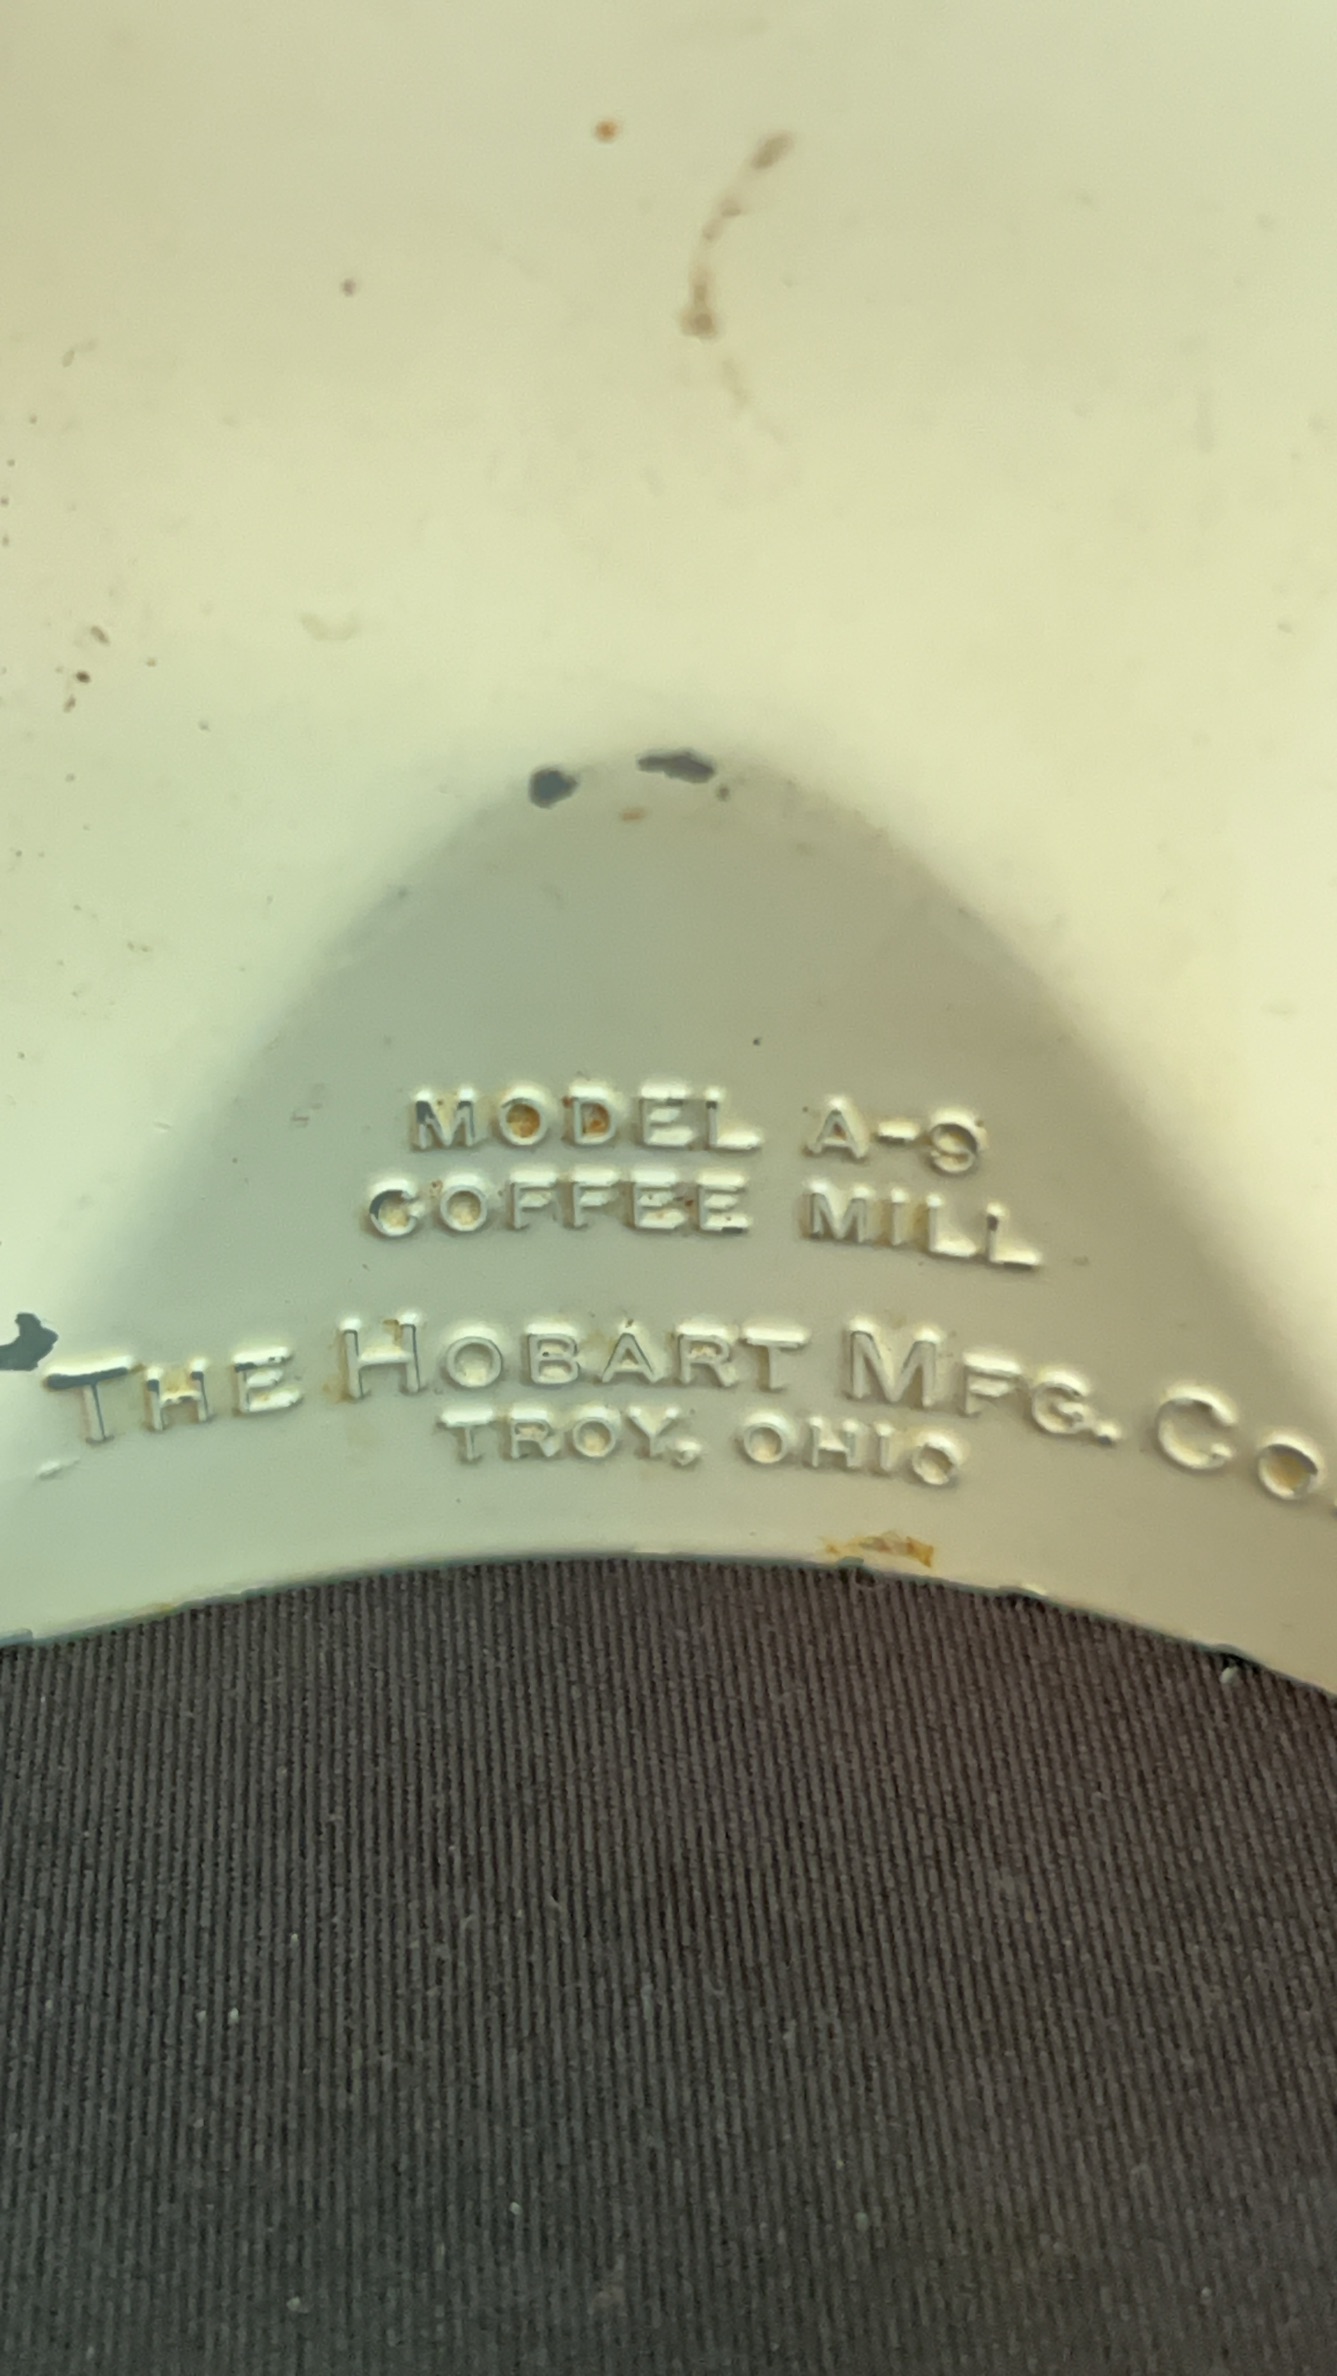 MODEL A-9
COFFEE MILL
THE HOBART MFG. CO.
TROY, OHIO